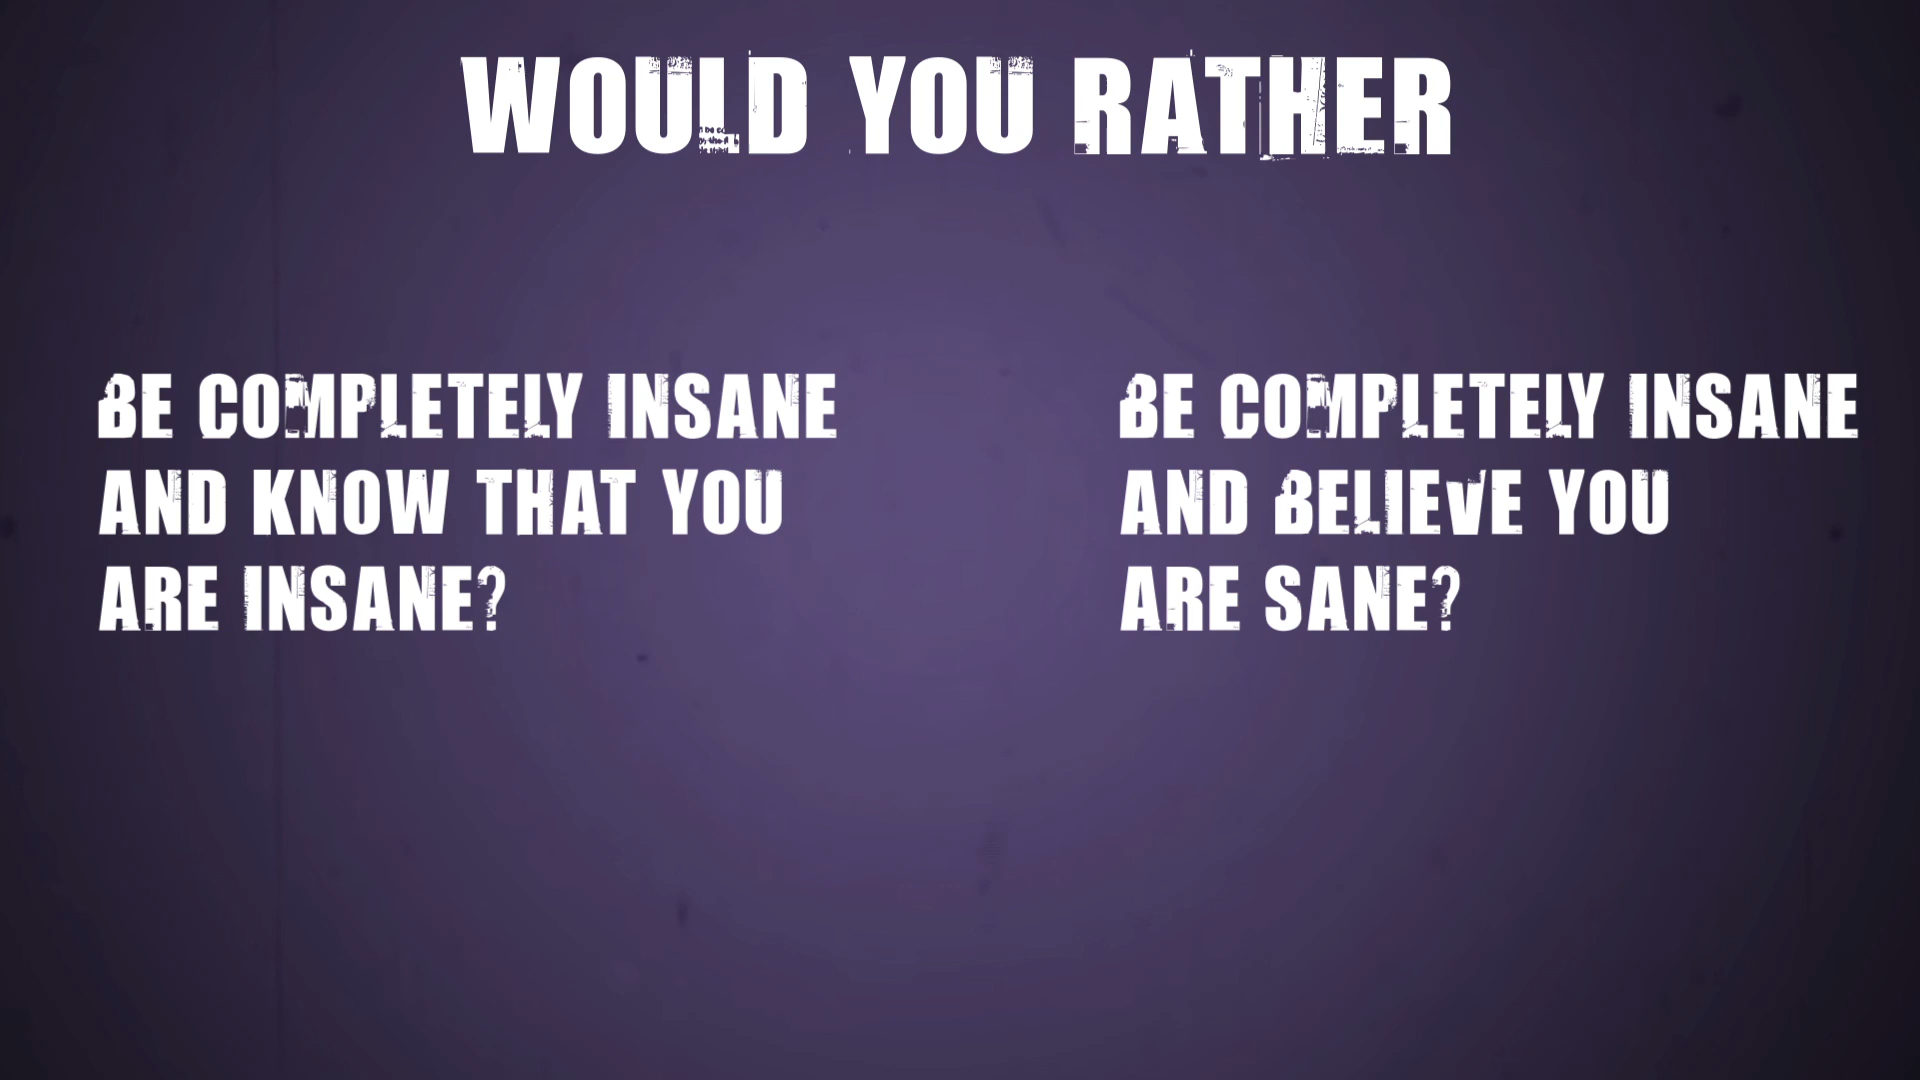 WOULD YOU RATHER
BE COMPLETELY INSANE
AND KNOW THAT YOU
ARE INSANE?
BE COMPLETELY INSANE
AND BELIEVE YOU
ARE SANE?